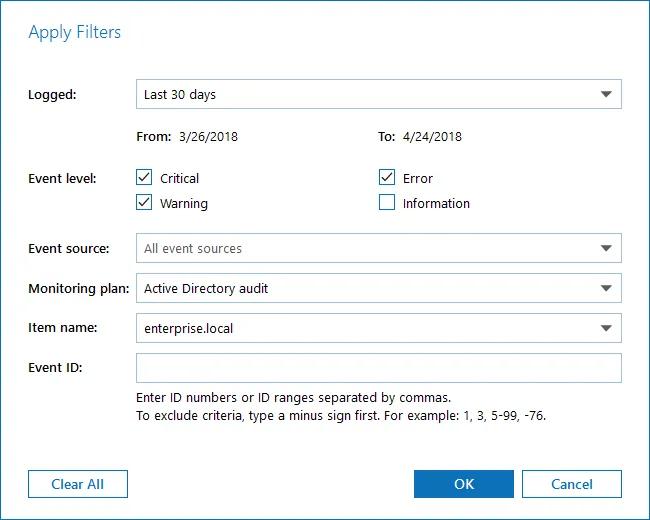 Apply Filters
Logged: Last 30 days
From: 3/26/2018 To: 4/24/2018
Event level: Critical Error
Warning Information
Event source: All event sources
Monitoring plan: Active Directory audit
Item name: enterprise.local
Event ID:
Enter ID numbers or ID ranges separated by commas.
To exclude criteria, type a minus sign first. For example: 1, 3, 5-99, -76.
Clear All OK Cancel